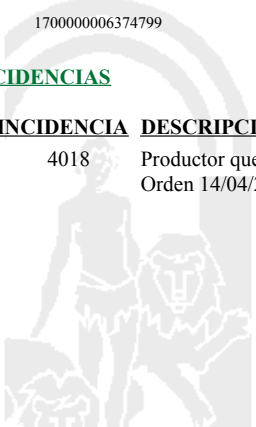 1700000006374799
CIDENCIAS
INCIDENCIA DESCRIPCI
4018 Productor que
Orden 14/04/2